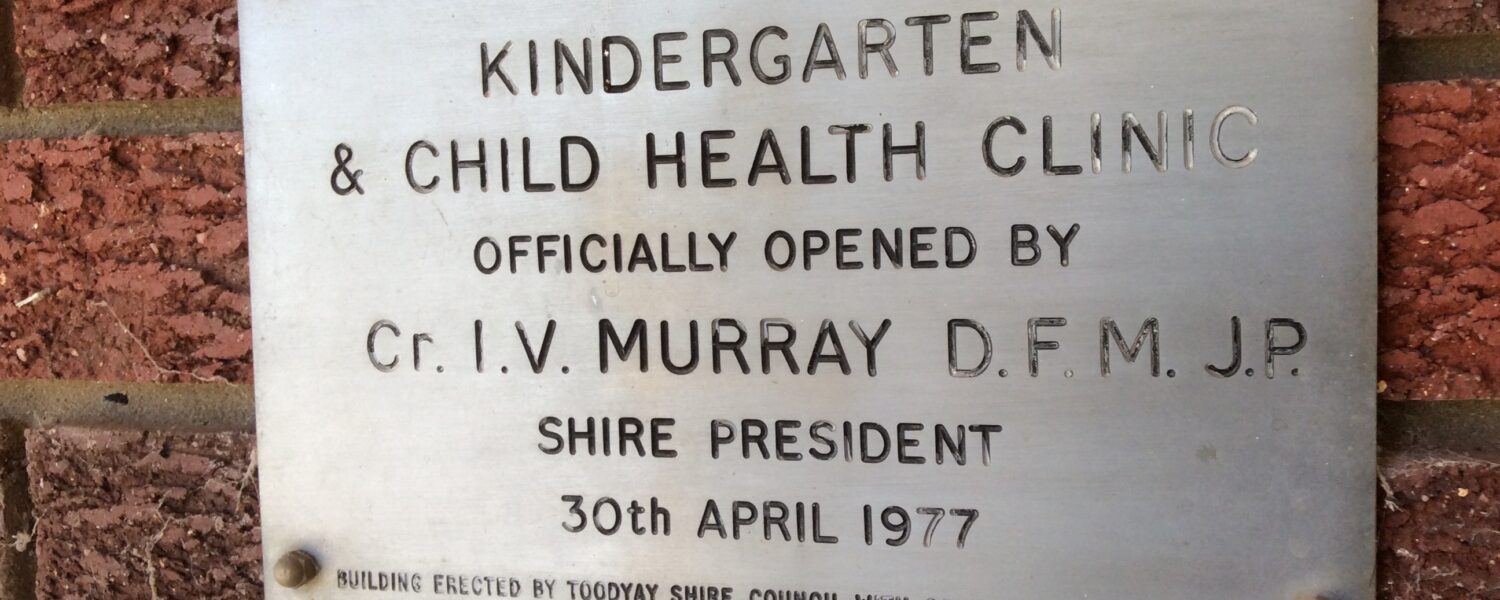 KINDERGARTEN
& CHILD HEALTH CLINIC
OFFICIALLY OPENED BY
Cr. I.V. MURRAY D.F.M. J.P.
SHIRE PRESIDENT
30th APRIL 1977
BUILDING ERECTED BY TOODYAY SHIRE COUNCIL WITH